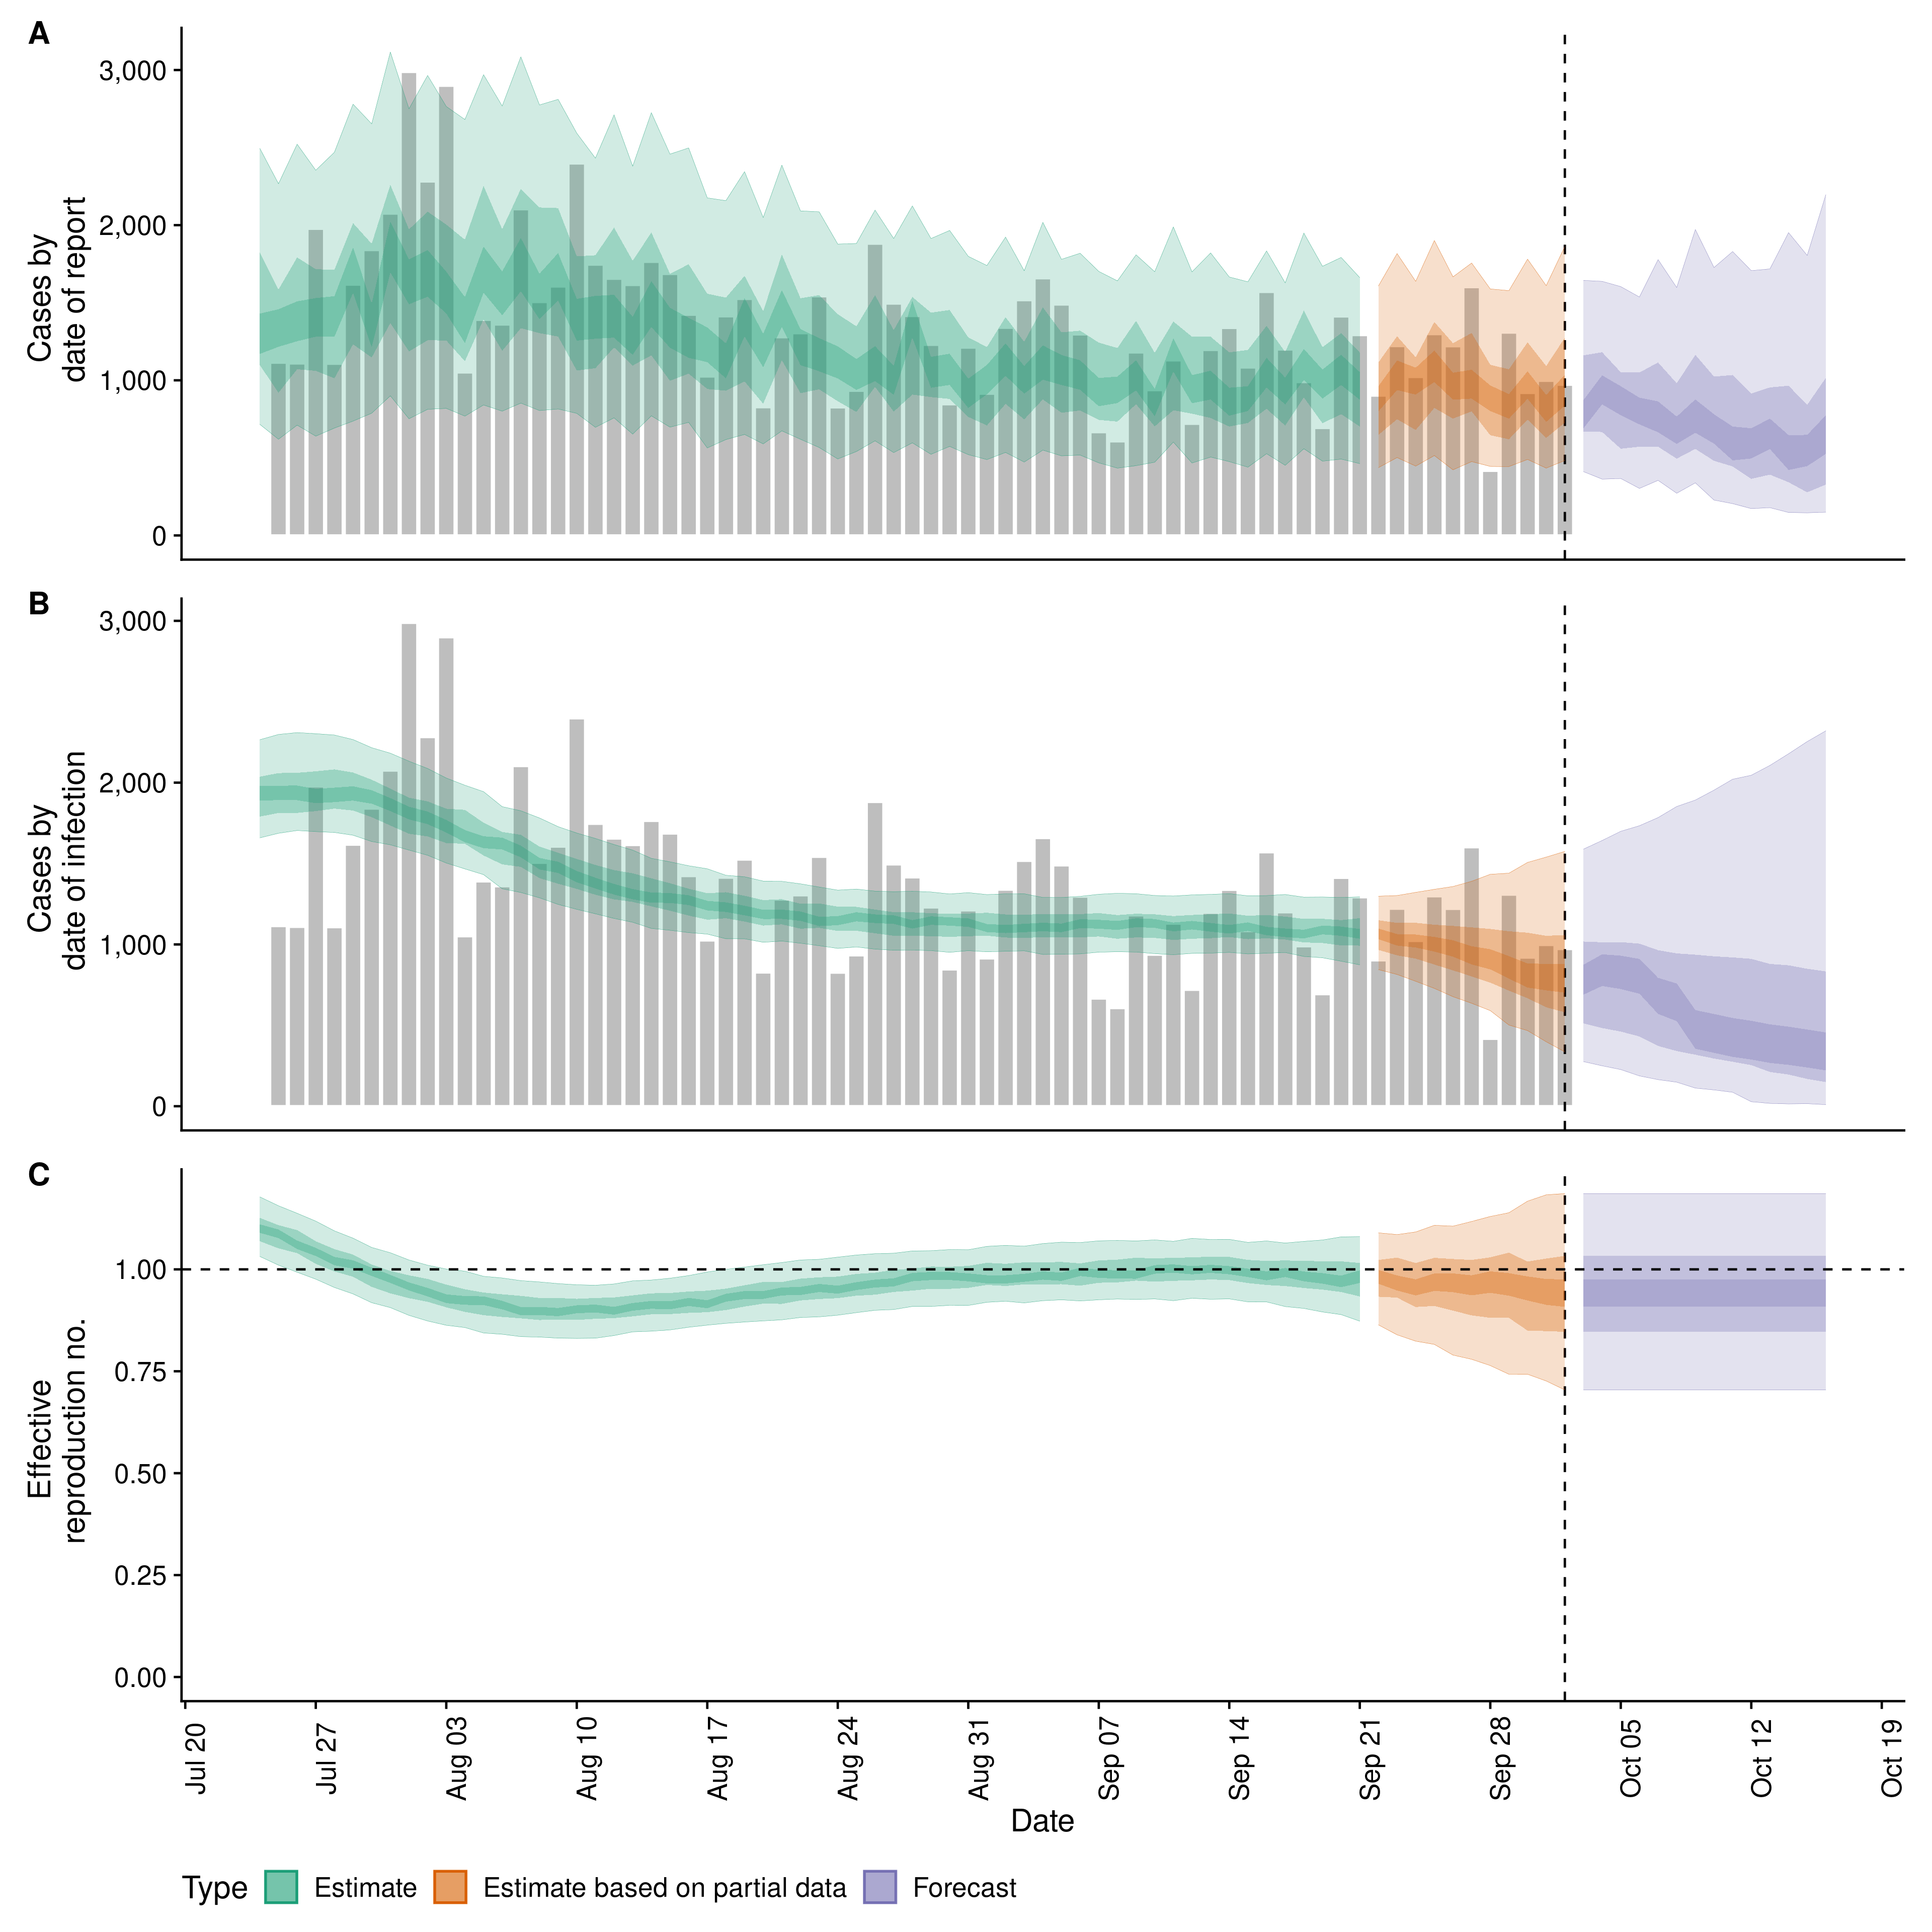 A
3,000
2,000
1,000
0
Cases by
date of report
B
3,000
2,000
1,000
0
Cases by
date of infection
C
1.00
0.75
0.50
0.25
0.00
Effective
reproduction no.
Jul 20
Jul 27
Aug 03
Aug 10
Aug 17
Aug 24
Aug 31
Sep 07
Sep 14
Sep 21
Sep 28
Oct 05
Oct 12
Oct 19
Date
Type Estimate Estimate based on partial data Forecast